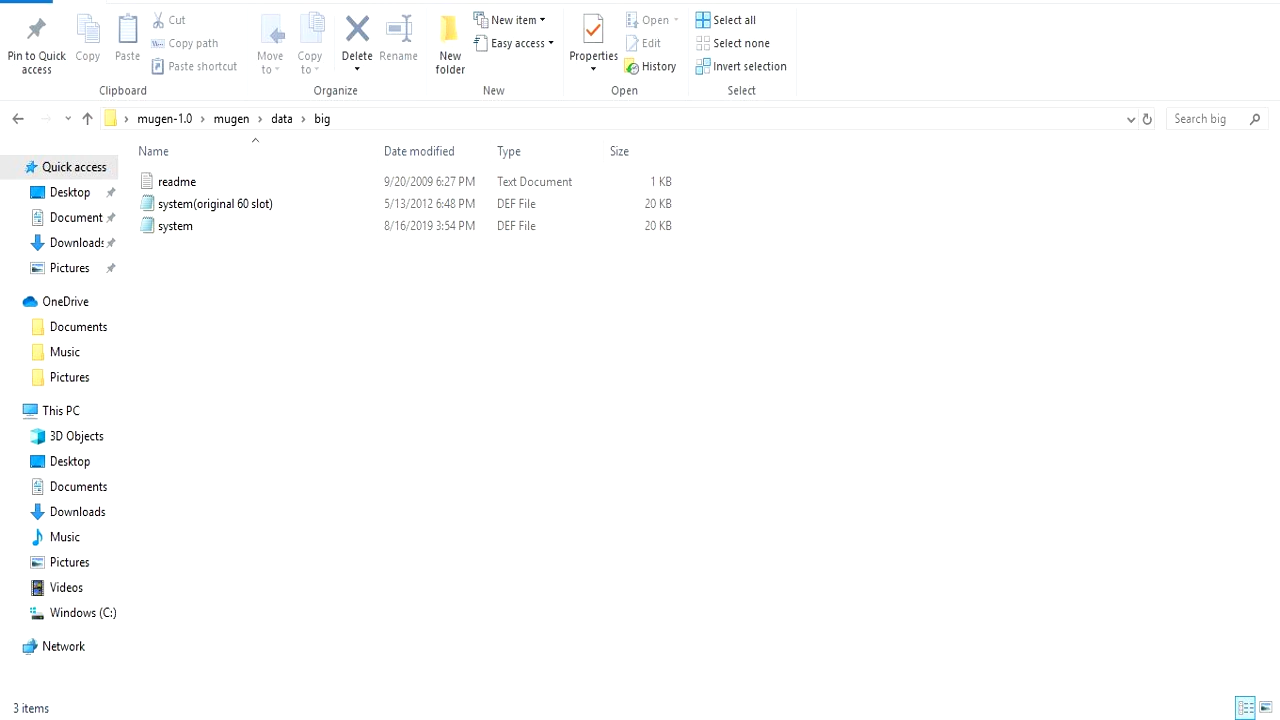 Pin to Quick access
Copy
Paste
Cut
Copy path
Paste shortcut
Clipboard
Move to
Copy to
Delete
Rename
Organize
New folder
New item
Easy access
New
Properties
Open
Edit
History
Open
Select all
Select none
Invert selection
Select
mugen-1.0 > mugen > data > big
Search big
Name Date modified Type Size
readme 9/20/2009 6:27 PM Text Document 1 KB
system(original 60 slot) 5/13/2012 6:48 PM DEF File 20 KB
system 8/16/2019 3:54 PM DEF File 20 KB
Quick access
Desktop
Document
Downloads
Pictures
OneDrive
Documents
Music
Pictures
This PC
3D Objects
Desktop
Documents
Downloads
Music
Pictures
Videos
Windows (C:)
Network
3 items